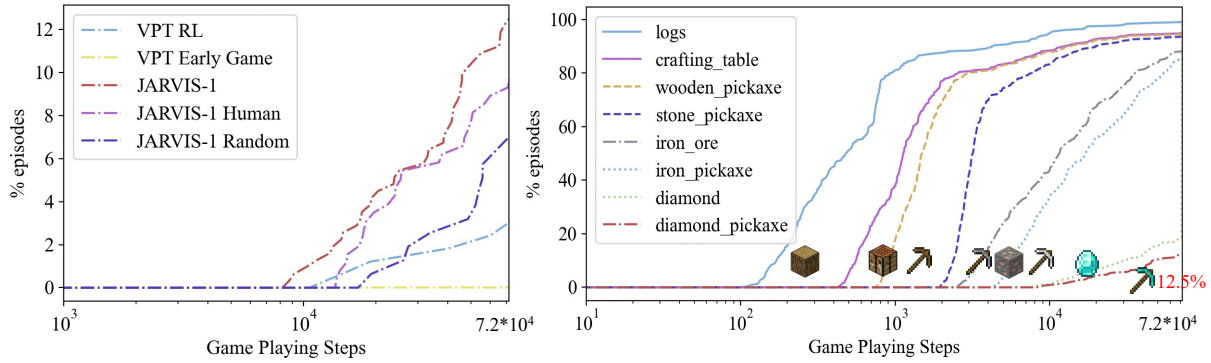 12
10
8
6
4
2
0
% episodes
VPT RL
VPT Early Game
JARVIS-1
JARVIS-1 Human
JARVIS-1 Random
10^3
10^4
7.2*10^4
Game Playing Steps
100
80
60
40
20
0
% episodes
logs
crafting_table
wooden_pickaxe
stone_pickaxe
iron_ore
iron_pickaxe
diamond
diamond_pickaxe
12.5%
10^1
10^2
10^3
10^4
7.2*10^4
Game Playing Steps